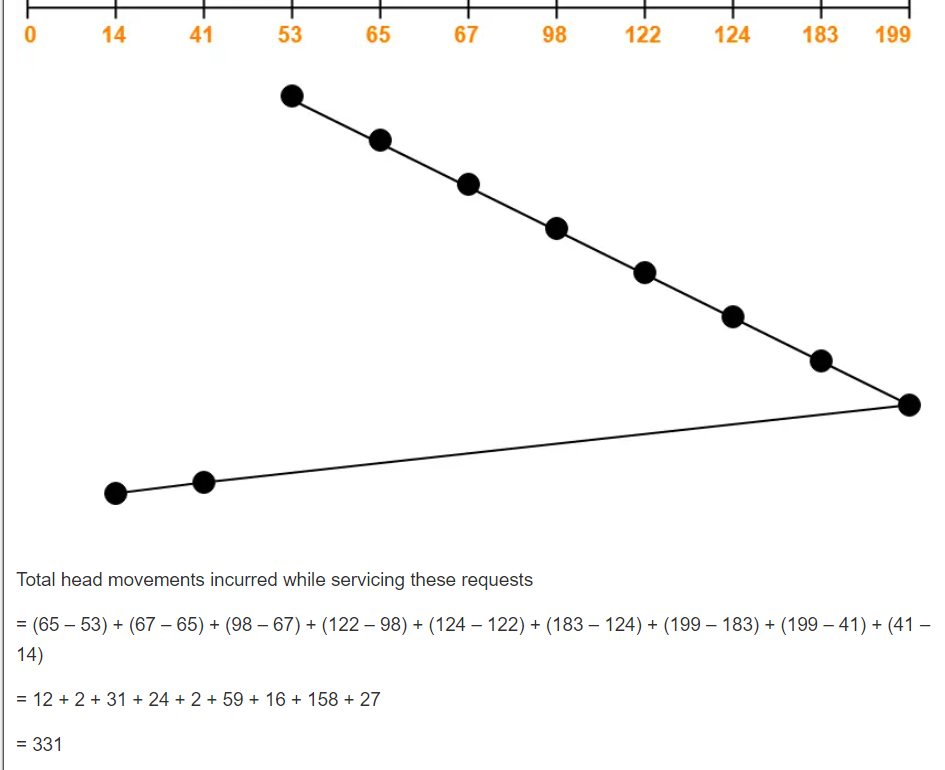 0 14 41 53 65 67 98 122 124 183 199
Total head movements incurred while servicing these requests
= (65 – 53) + (67 – 65) + (98 – 67) + (122 – 98) + (124 – 122) + (183 – 124) + (199 – 183) + (199 – 41) + (41 –
14)
= 12 + 2 + 31 + 24 + 2 + 59 + 16 + 158 + 27
= 331